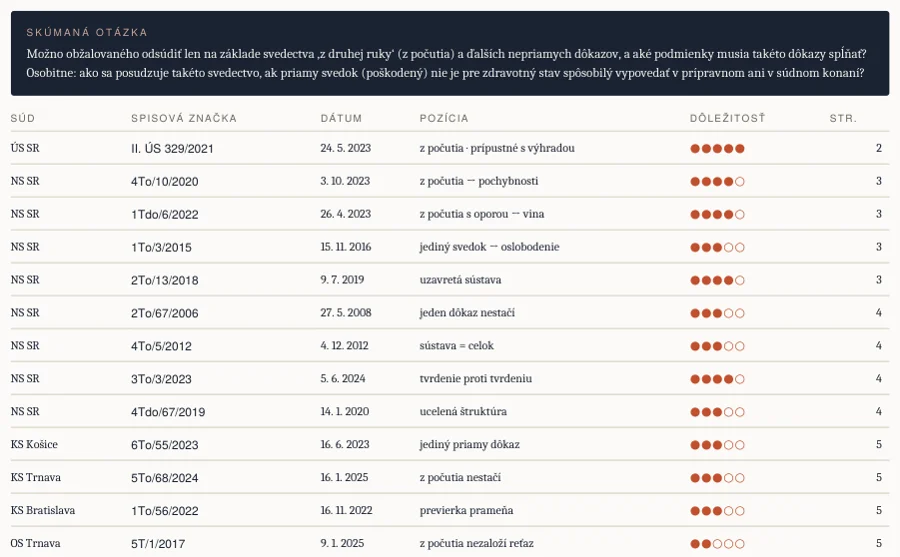 SKÚMANÁ OTÁZKA
Možno obžalovaného odsúdiť len na základe svedectva ‚z druhej ruky' (z počutia) a ďalších nepriamych dôkazov, a aké podmienky musia takéto dôkazy spĺňať?
Osobitne: ako sa posudzuje takéto svedectvo, ak priamy svedok (poškodený) nie je pre zdravotný stav spôsobilý vypovedať v prípravnom ani v súdnom konaní?
SÚD SPISOVÁ ZNAČKA DÁTUM POZÍCIA DÔLEŽITOSŤ STR.
ÚS SR II. ÚS 329/2021 24. 5. 2023 z počutia · prípustné s výhradou ●●●●● 2
NS SR 4To/10/2020 3. 10. 2023 z počutia — pochybnosti ●●●●○ 3
NS SR 1Tdo/6/2022 26. 4. 2023 z počutia s oporou — vina ●●●●○ 3
NS SR 1To/3/2015 15. 11. 2016 jediný svedok — oslobodenie ●●●○○ 3
NS SR 2To/13/2018 9. 7. 2019 uzavretá sústava ●●●●○ 3
NS SR 2To/67/2006 27. 5. 2008 jeden dôkaz nestačí ●●●○○ 4
NS SR 4To/5/2012 4. 12. 2012 sústava = celok ●●●○○ 4
NS SR 3To/3/2023 5. 6. 2024 tvrdenie proti tvrdeniu ●●●●○ 4
NS SR 4Tdo/67/2019 14. 1. 2020 ucelená štruktúra ●●●○○ 4
KS Košice 6To/55/2023 16. 6. 2023 jediný priamy dôkaz ●●●○○ 5
KS Trnava 5To/68/2024 16. 1. 2025 z počutia nestačí ●●●○○ 5
KS Bratislava 1To/56/2022 16. 11. 2022 previerka prameňa ●●●○○ 5
OS Trnava 5T/1/2017 9. 1. 2025 z počutia nezaloží reťaz ●●○○○ 5